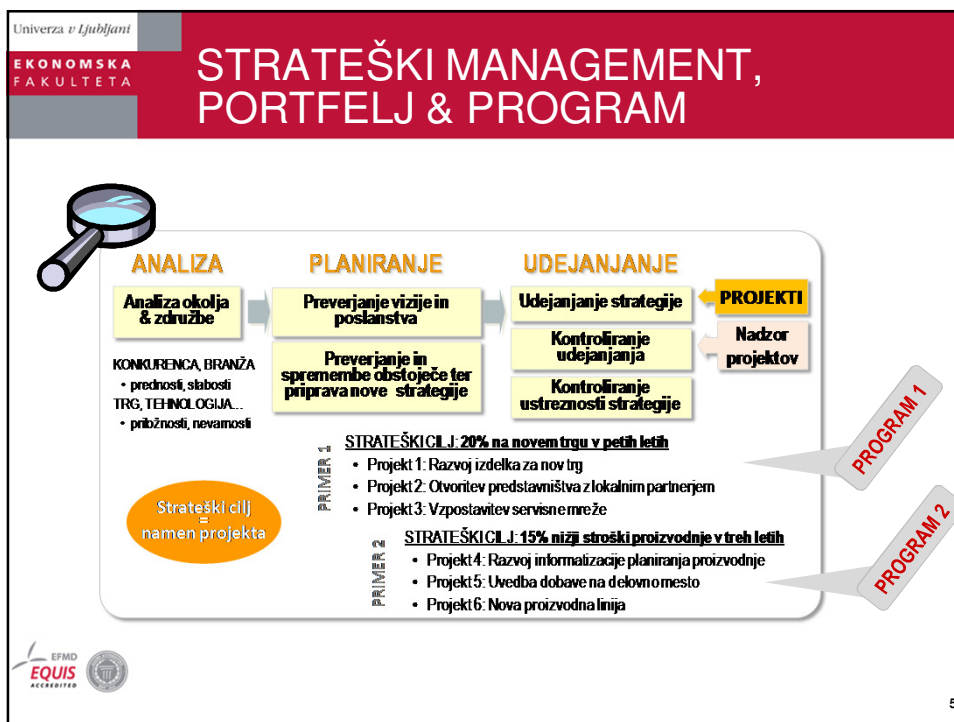 Univerza v Ljubljani
EKONOMSKA
FAKULTETA
STRATEŠKI MANAGEMENT,
PORTFELJ & PROGRAM
ANALIZA
PLANIRANJE
UDEJANJANJE
Analiza okolja
& združbe
Preverjanje vizije in
poslanstva
Udejanjanje strategije
PROJEKTI
Preverjanje in
spremembe obstoječe ter
priprava nove strategije
Kontroliranje
udejanjanja
Nadzor
projektov
Kontroliranje
ustreznosti strategije
KONKURENCA, BRANŽA
• prednosti, slabosti
TRG, TEHNOLOGIJA...
• priložnosti, nevarnosti
PRIMER 1
STRATEŠKI CILJ: 20% na novem trgu v petih letih
• Projekt 1: Razvoj izdelka za nov trg
• Projekt 2: Otvoritev predstavništva z lokalnim partnerjem
• Projekt 3: Vzpostavitev servisne mreže
PROGRAM 1
Strateški cilj
=
namen projekta
PRIMER 2
STRATEŠKI CILJ: 15% nižji stroški proizvodnje v treh letih
• Projekt 4: Razvoj informatizacije planiranja proizvodnje
• Projekt 5: Uvedba dobave na delovno mesto
• Projekt 6: Nova proizvodna linija
PROGRAM 2
EFMD
EQUIS
ACCREDITED
5